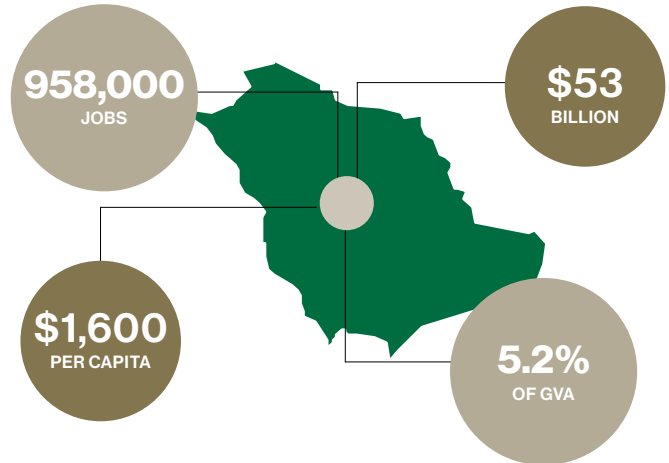 958,000
JOBS
$53
BILLION
$1,600
PER CAPITA
5.2%
OF GVA